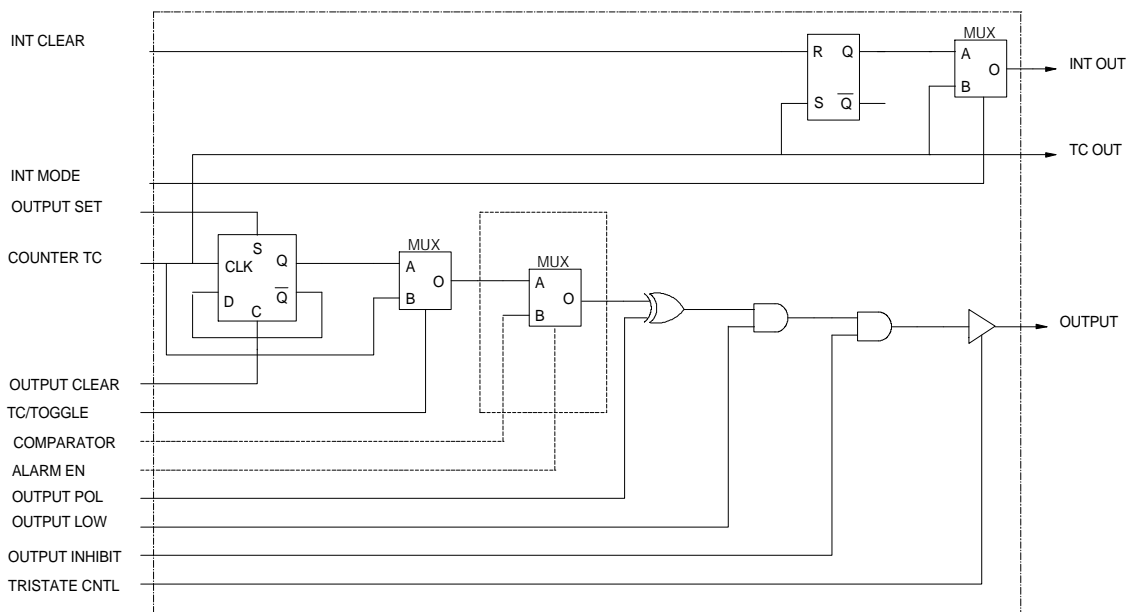 INT CLEAR
R Q
S Q
MUX
A
O
B
INT OUT
TC OUT
INT MODE
OUTPUT SET
COUNTER TC
S
CLK Q
D Q
C
MUX
A
O
B
MUX
A
O
B
OUTPUT
OUTPUT CLEAR
TC/TOGGLE
COMPARATOR
ALARM EN
OUTPUT POL
OUTPUT LOW
OUTPUT INHIBIT
TRISTATE CNTL